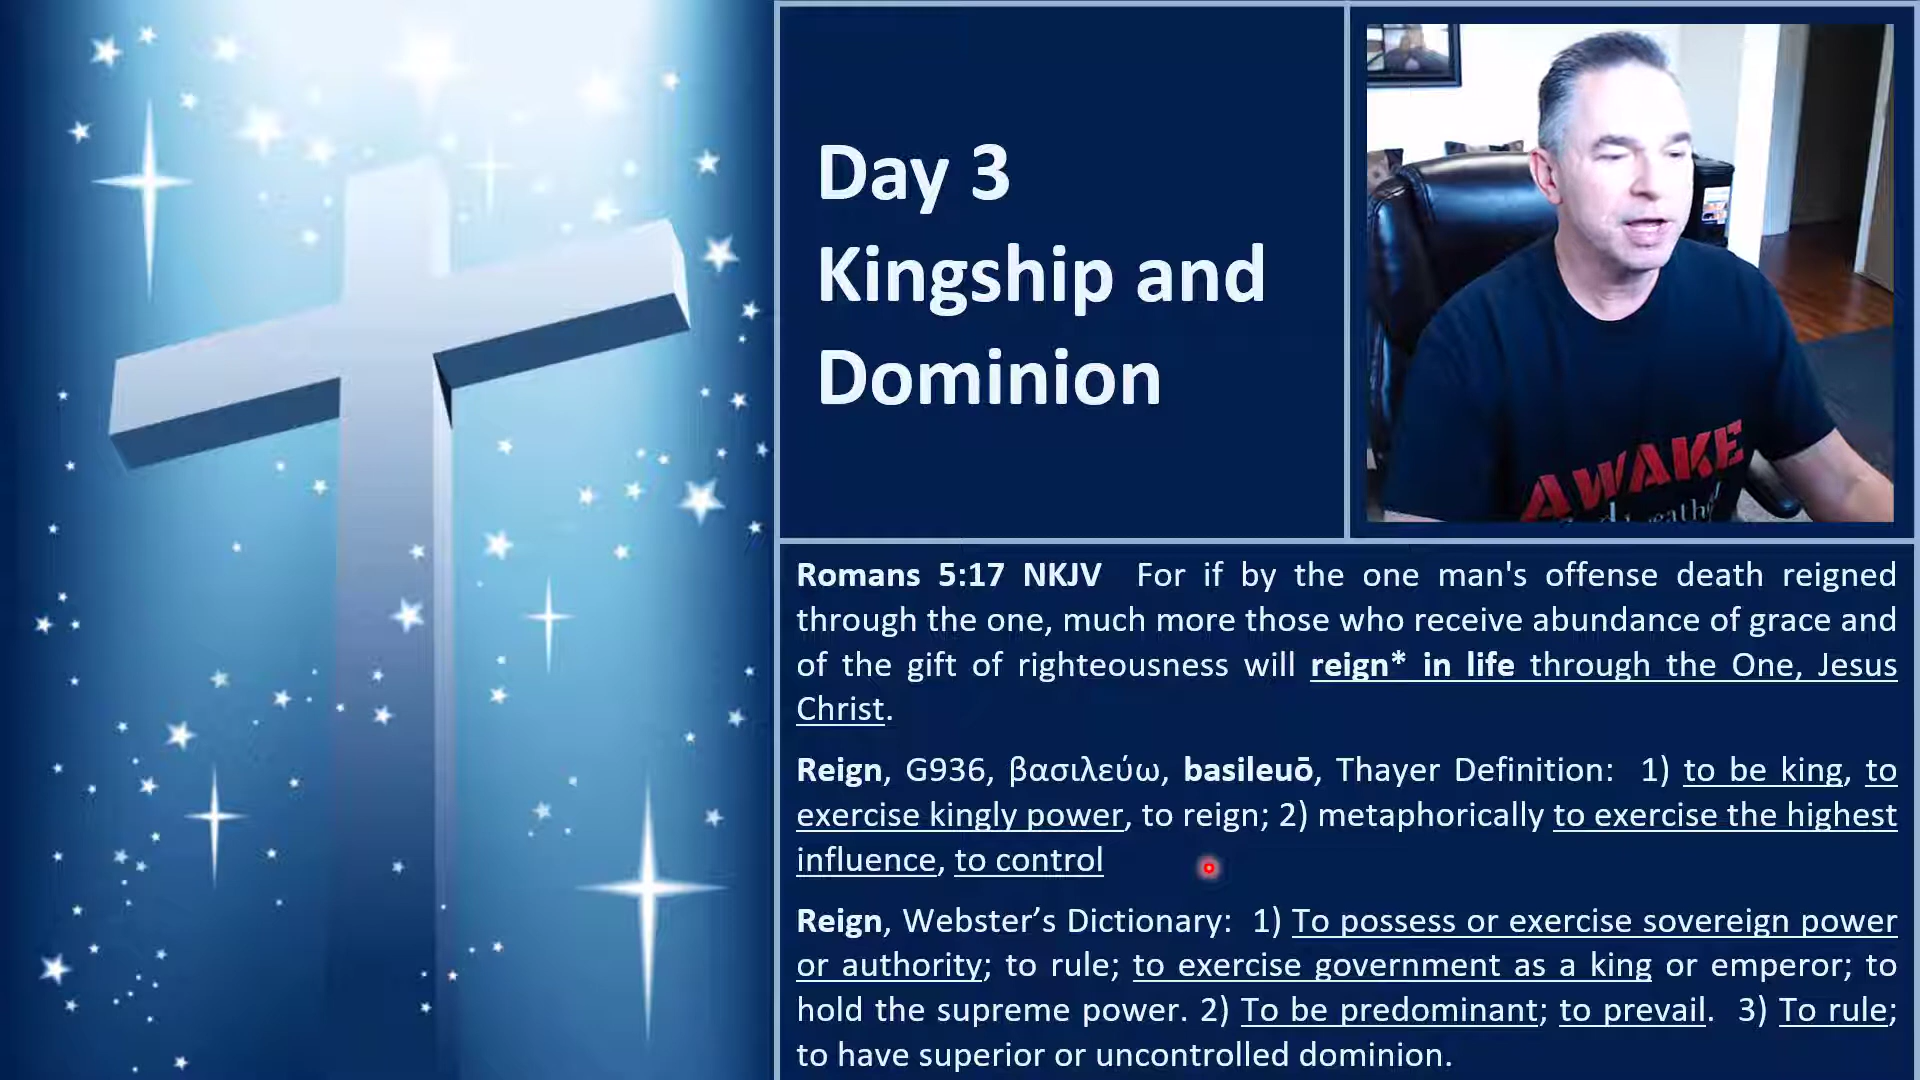 Day 3
Kingship and
Dominion
AWAKE
Romans 5:17 NKJV For if by the one man's offense death reigned
through the one, much more those who receive abundance of grace and
of the gift of righteousness will reign* in life through the One, Jesus
Christ.
Reign, G936, βασιλεύω, basileuō, Thayer Definition: 1) to be king, to
exercise kingly power, to reign; 2) metaphorically to exercise the highest
influence, to control
Reign, Webster’s Dictionary: 1) To possess or exercise sovereign power
or authority; to rule; to exercise government as a king or emperor; to
hold the supreme power. 2) To be predominant; to prevail. 3) To rule;
to have superior or uncontrolled dominion.